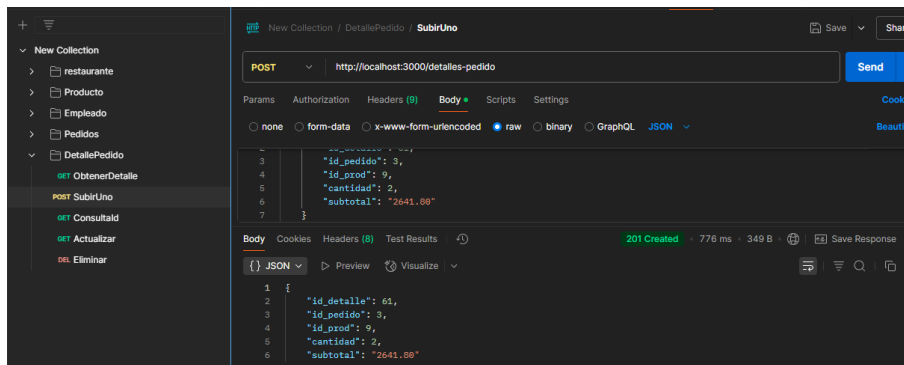 New Collection
restaurante
Producto
Empleado
Pedidos
DetallePedido
GET ObtenerDetalle
POST SubirUno
GET ConsultaId
GET Actualizar
DEL Eliminar
HTTP New Collection / DetallePedido / SubirUno
Save
POST http://localhost:3000/detalles-pedido Send
Params Authorization Headers (9) Body Scripts Settings
none form-data x-www-form-urlencoded raw binary GraphQL JSON
3 "id_pedido": 3,
4 "id_prod": 9,
5 "cantidad": 2,
6 "subtotal": "2641.80"
7 }
Body Cookies Headers (8) Test Results 201 Created 776 ms 349 B Save Response
{} JSON Preview Visualize
1 {
2 "id_detalle": 61,
3 "id_pedido": 3,
4 "id_prod": 9,
5 "cantidad": 2,
6 "subtotal": "2641.80"